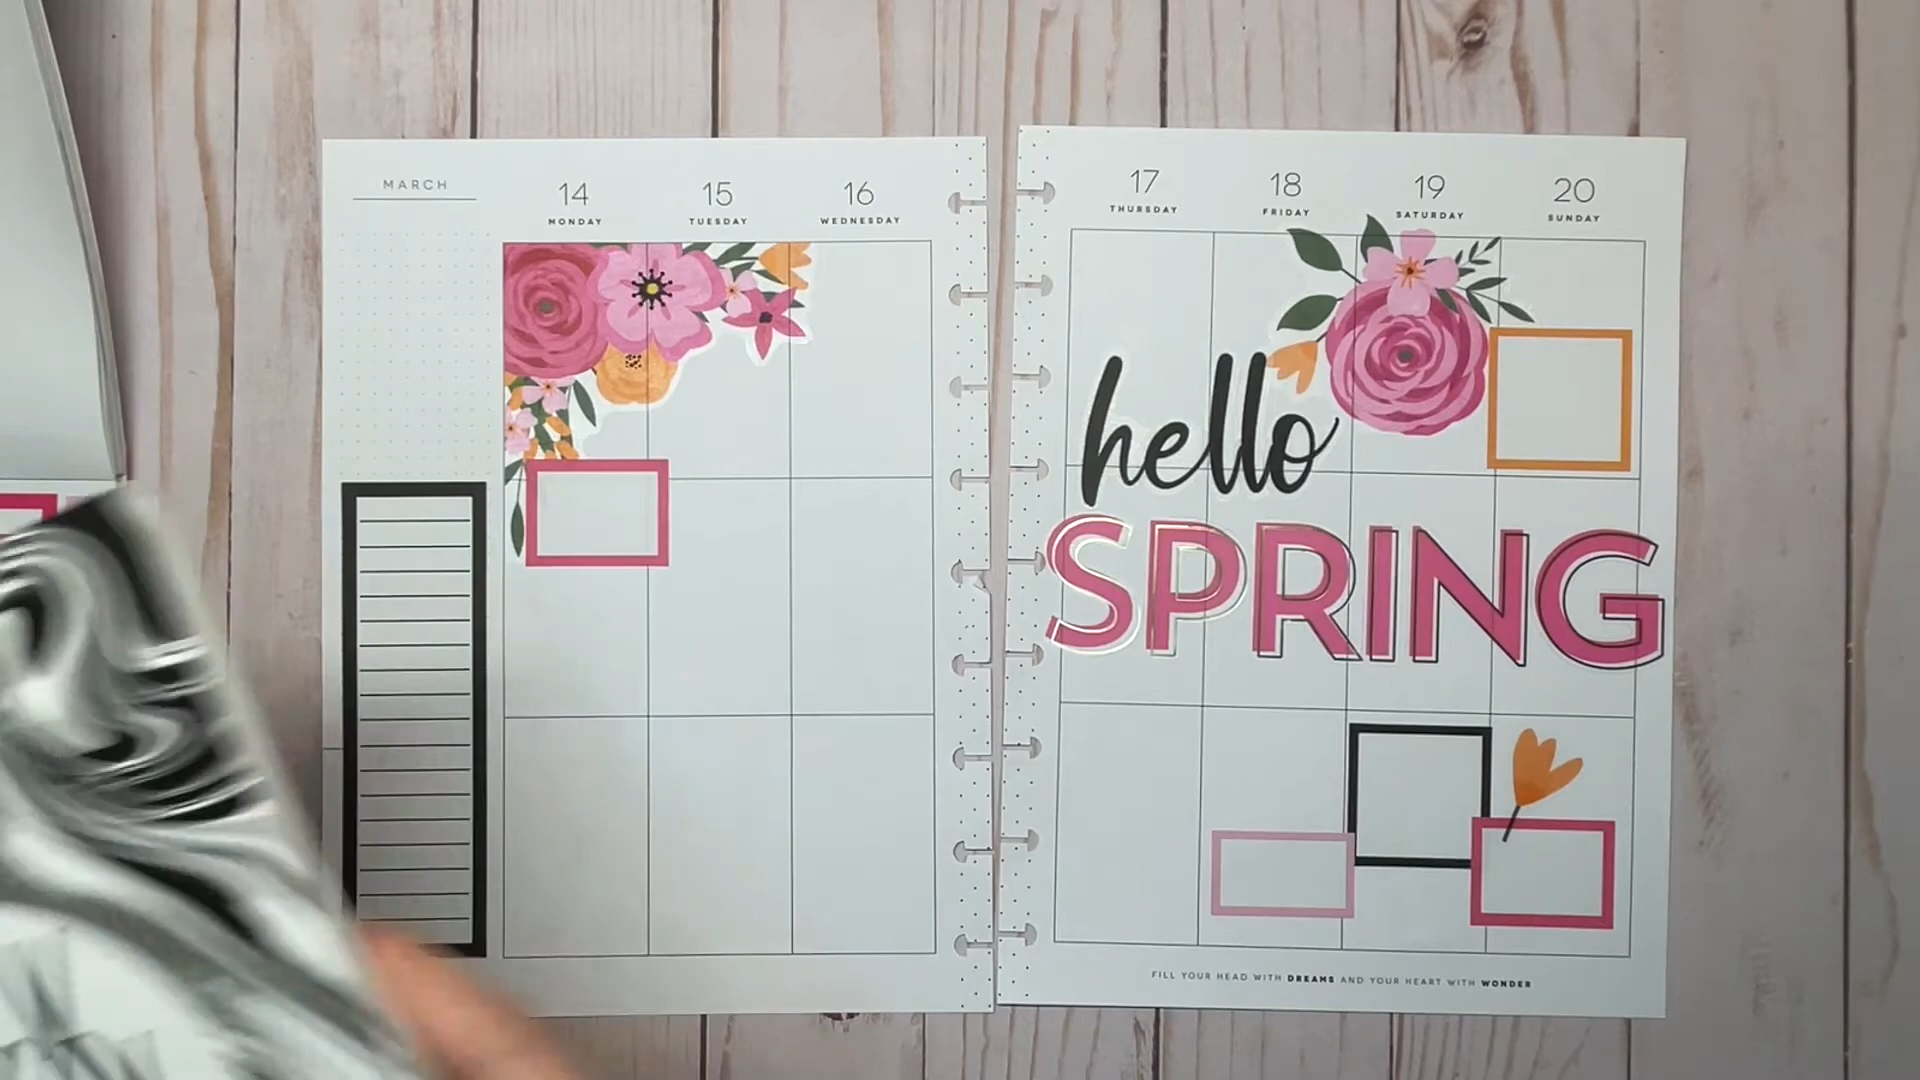 MARCH
14
MONDAY
15
TUESDAY
16
WEDNESDAY
17
THURSDAY
18
FRIDAY
19
SATURDAY
20
SUNDAY
hello
SPRING
FILL YOUR HEAD WITH DREAMS AND YOUR HEART WITH WONDER